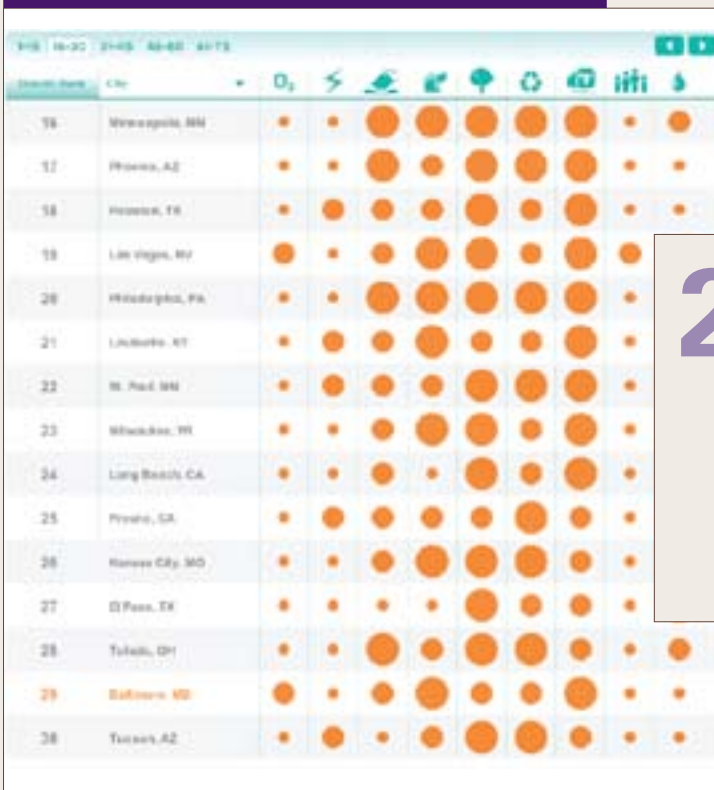 16-30 31-45 46-60 61-75
City
O₂
16 Minneapolis, MN
17 Phoenix, AZ
18 Houston, TX
19 Las Vegas, NV
20 Philadelphia, PA
21 Louisville, KY
22 St. Paul, MN
23 Milwaukee,
24 Long Beach, CA
25 Fresno, CA
26 Kansas City, MO
27 El Paso, TX
28 Toledo, OH
29 Baltimore, MD
30 Tucson, AZ
2